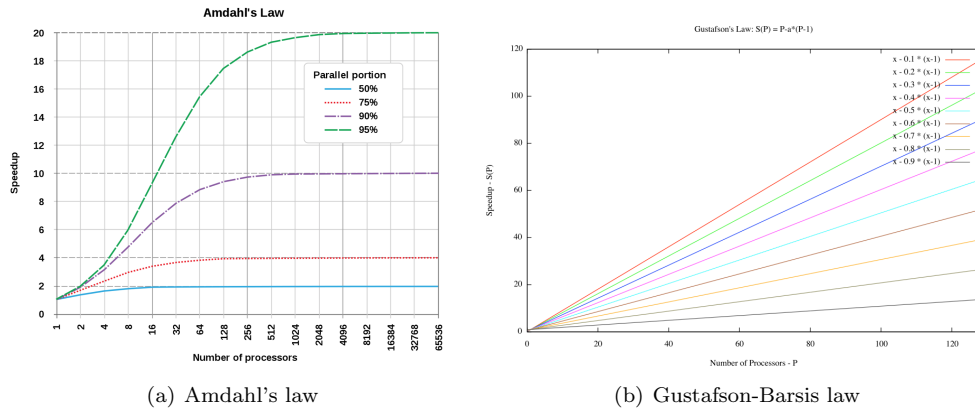 Amdahl's Law
20
18
16
14
12
10
8
6
4
2
0
Speedup
Parallel portion
50%
75%
90%
95%
1
2
4
8
16
32
64
128
256
512
1024
2048
4096
8192
16384
32768
65536
Number of processors
(a) Amdahl's law
Gustafson's Law: S(P) = P-a*(P-1)
120
100
80
60
40
20
0
Speedup - S(P)
x - 0.1 * (x-1)
x - 0.2 * (x-1)
x - 0.3 * (x-1)
x - 0.4 * (x-1)
x - 0.5 * (x-1)
x - 0.6 * (x-1)
x - 0.7 * (x-1)
x - 0.8 * (x-1)
x - 0.9 * (x-1)
0
20
40
60
80
100
120
Number of Processors - P
(b) Gustafson-Barsis law